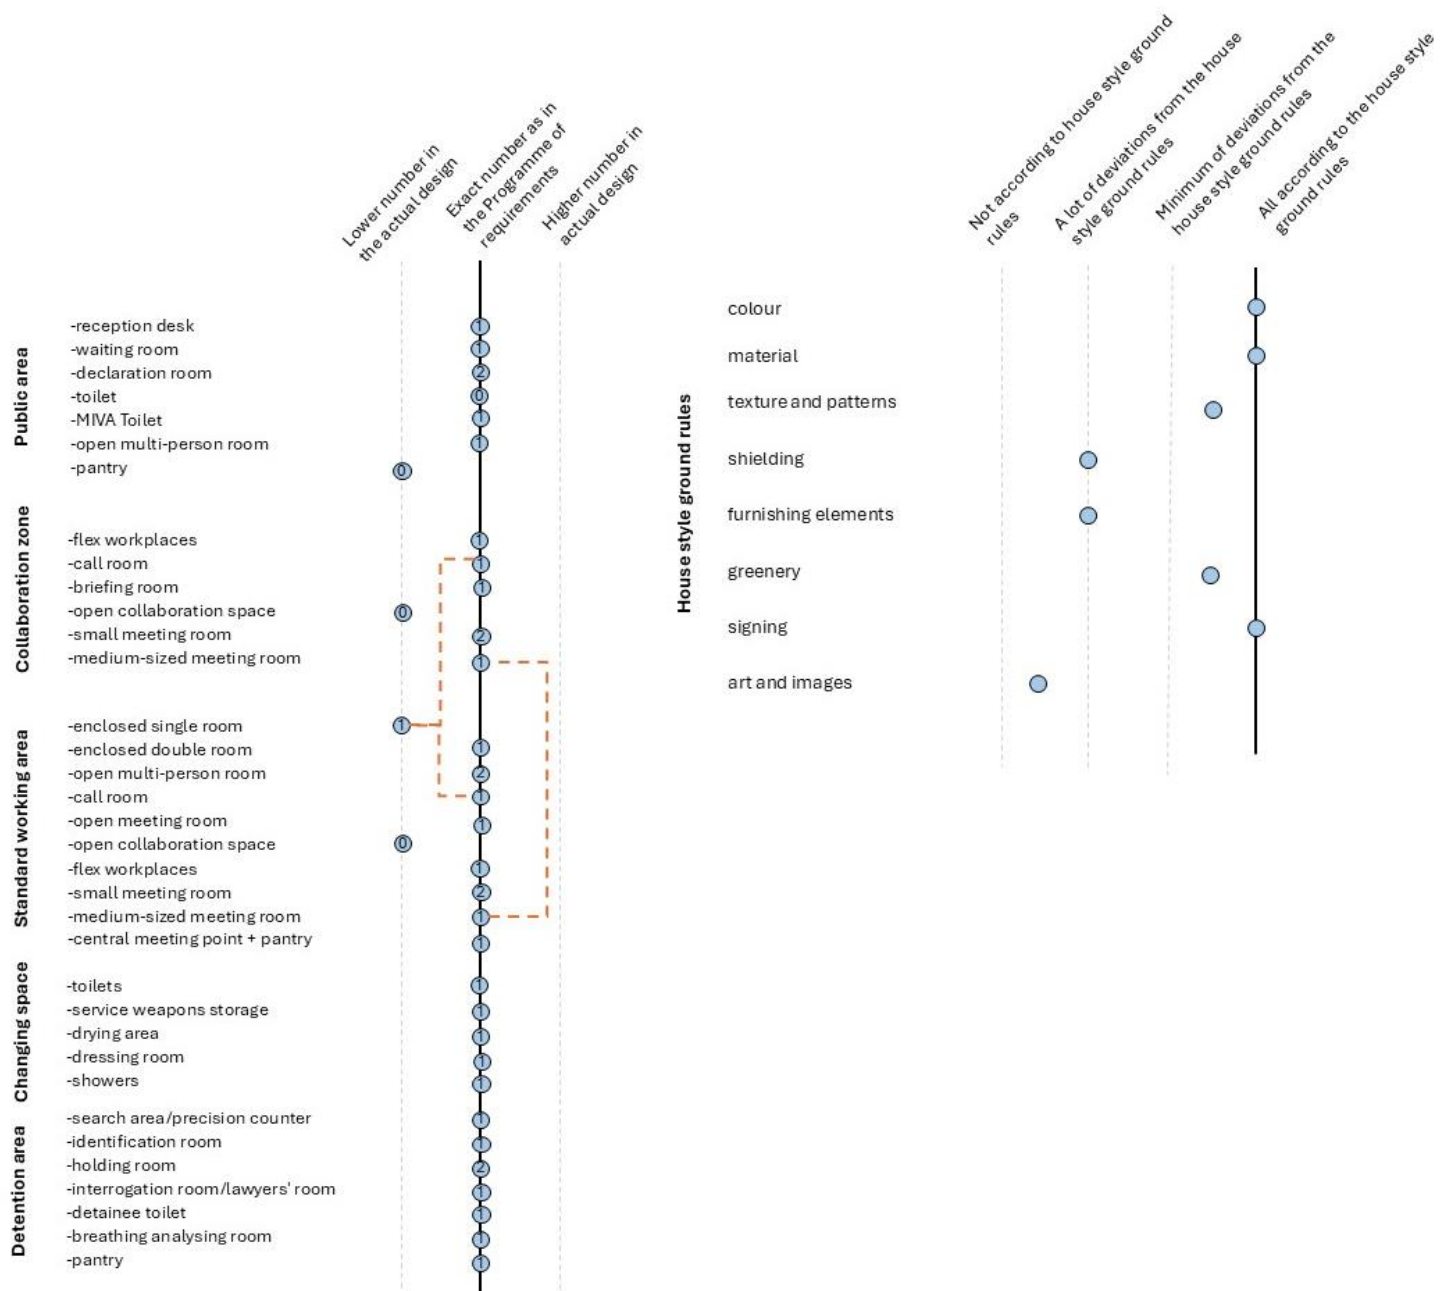 Lower number in
the actual design
Exact number as in
the Programme of
requirements
Higher number in
actual design
Public area
-reception desk 1
-waiting room 1
-declaration room 2
-toilet 0
-MIVA Toilet 1
-open multi-person room 1
-pantry 0
Collaboration zone
-flex workplaces 1
-call room 1
-briefing room 1
-open collaboration space 0
-small meeting room 2
-medium-sized meeting room 1
Standard working area
-enclosed single room 1
-enclosed double room 1
-open multi-person room 2
-call room 1
-open meeting room 1
-open collaboration space 0
-flex workplaces 1
-small meeting room 2
-medium-sized meeting room 1
-central meeting point + pantry 1
Changing space
-toilets 1
-service weapons storage 1
-drying area 1
-dressing room 1
-showers 1
Detention area
-search area/precision counter 1
-identification room 1
-holding room 2
-interrogation room/lawyers' room 1
-detainee toilet 1
-breathing analysing room 1
-pantry 1
Not according to house style ground
rules
A lot of deviations from the house
style ground rules
Minimum of deviations from the
house style ground rules
All according to the house style
ground rules
House style ground rules
colour
material
texture and patterns
shielding
furnishing elements
greenery
signing
art and images